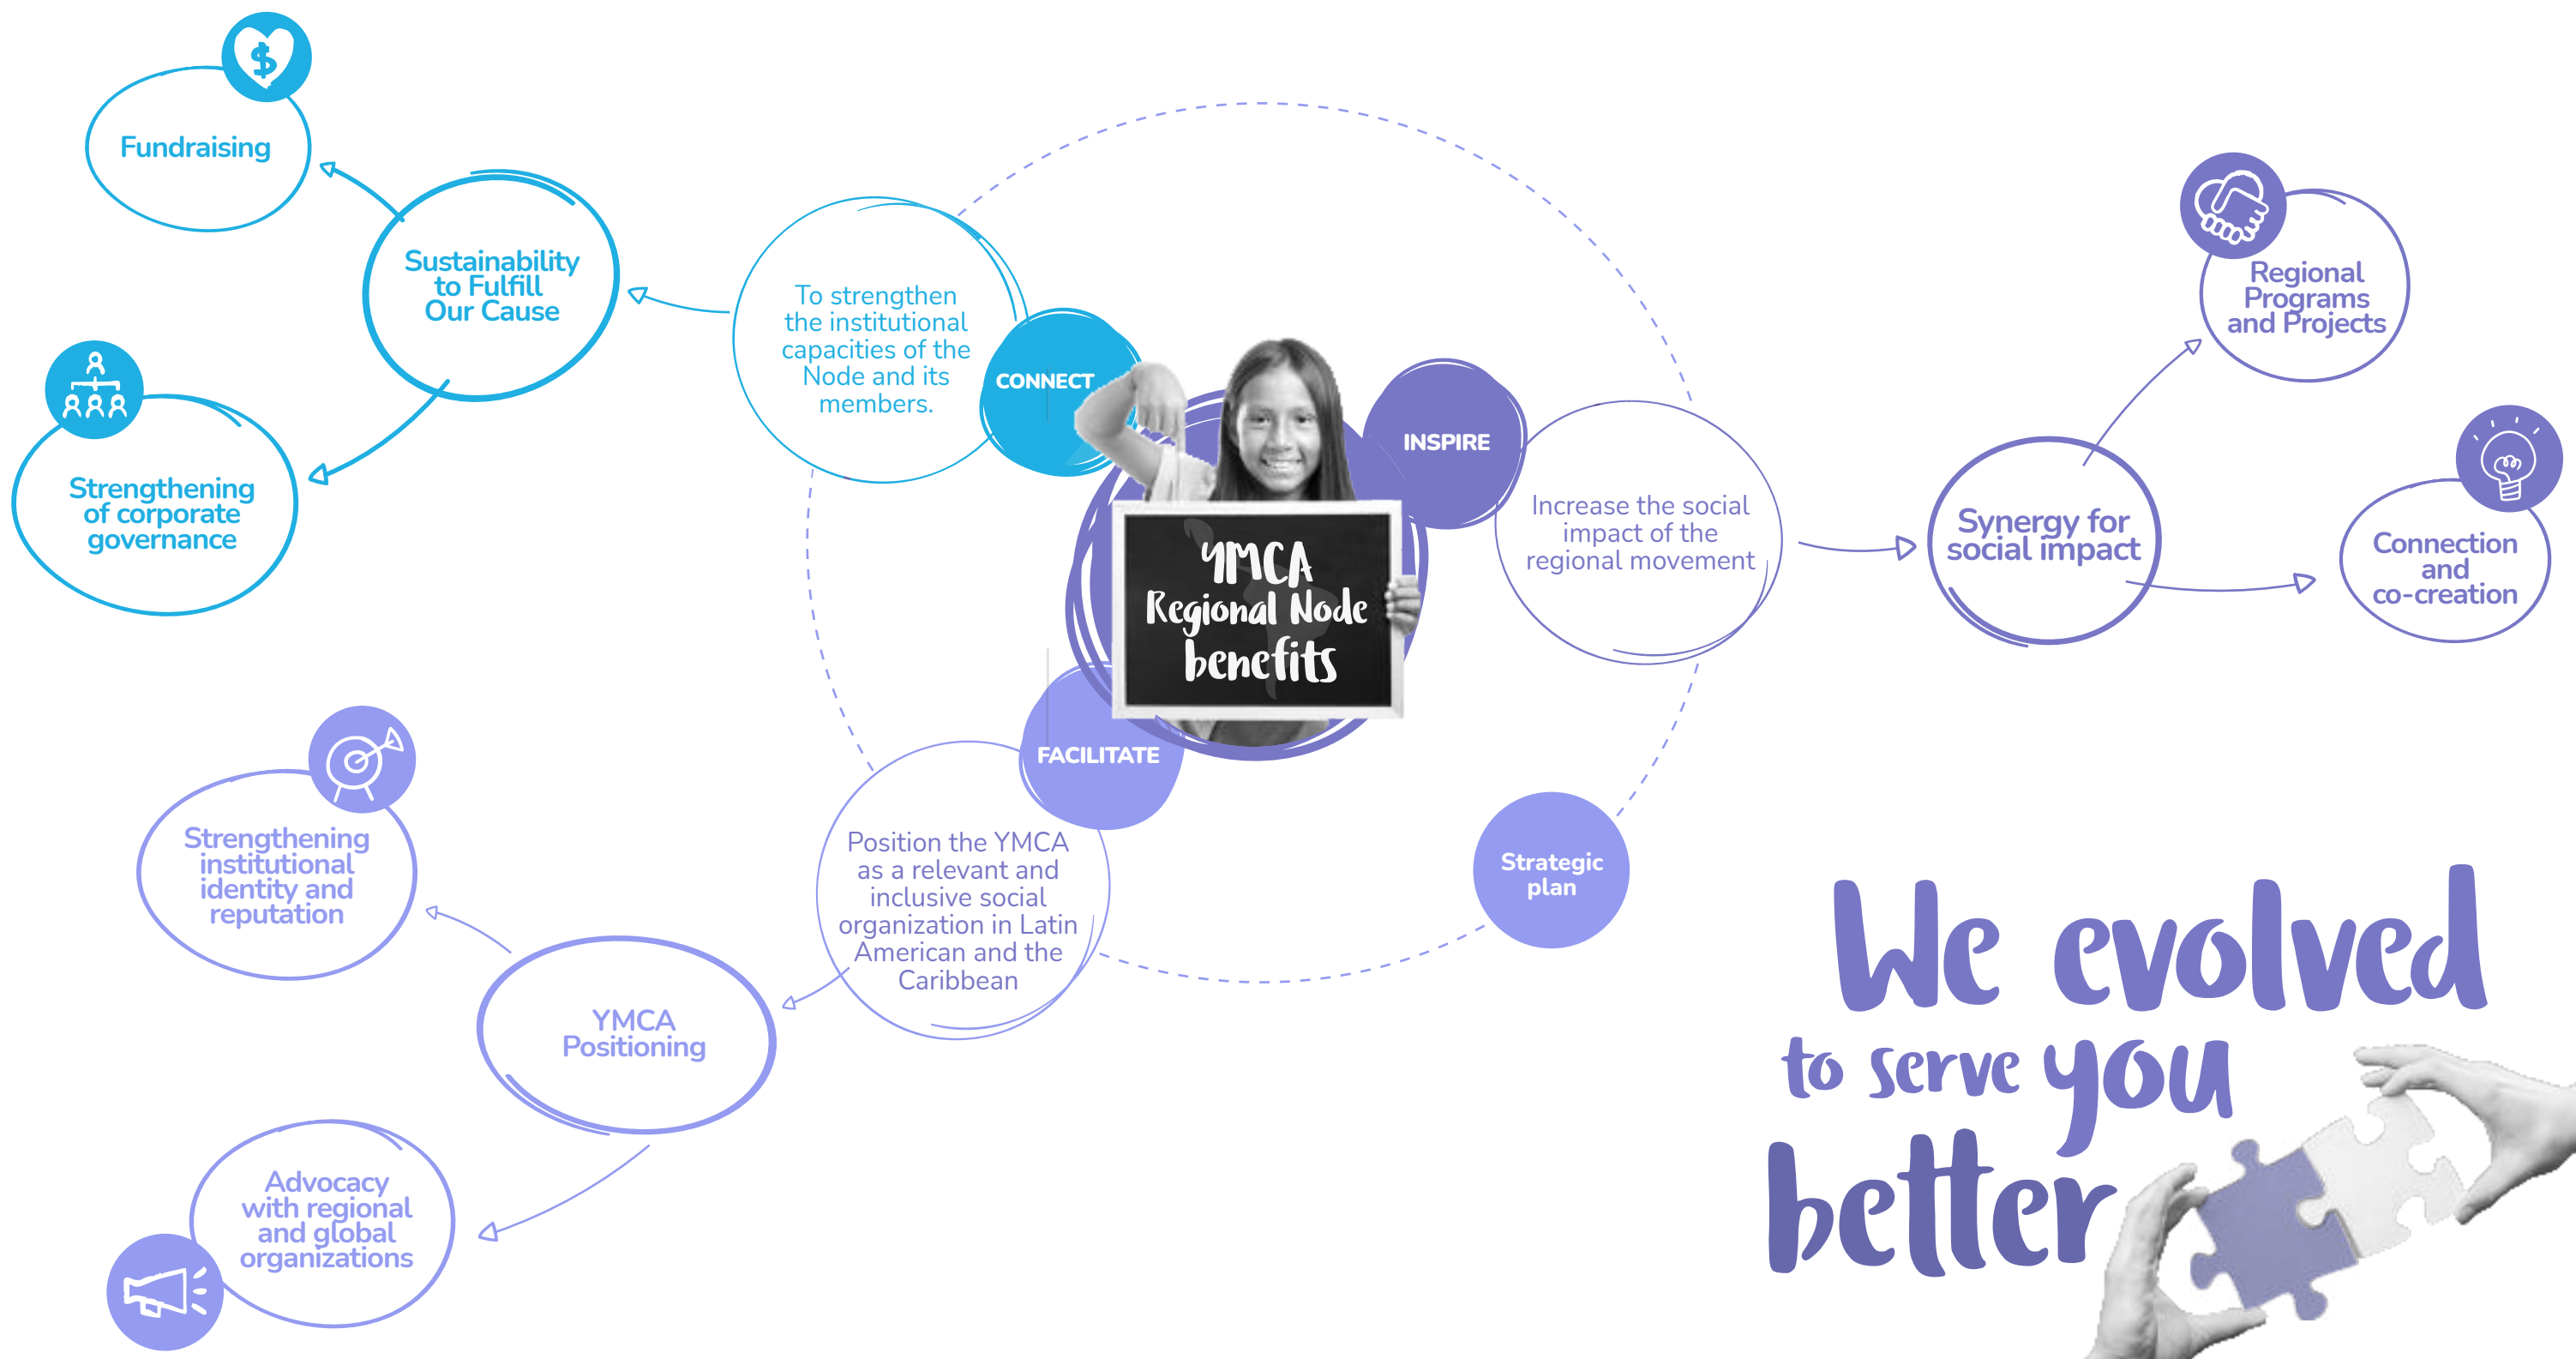 Fundraising
Sustainability
to Fulfill
Our Cause
Strengthening
of corporate
governance
To strengthen
the institutional
capacities of the
Node and its
members.
CONNECT
INSPIRE
YMCA
Regional Node
benefits
Increase the social
impact of the
regional movement
Synergy for
social impact
Regional
Programs
and Projects
Connection
and
co-creation
FACILITATE
Position the YMCA
as a relevant and
inclusive social
organization in Latin
American and the
Caribbean
Strategic
plan
Strengthening
institutional
identity and
reputation
YMCA
Positioning
Advocacy
with regional
and global
organizations
We evolved
to serve you
better